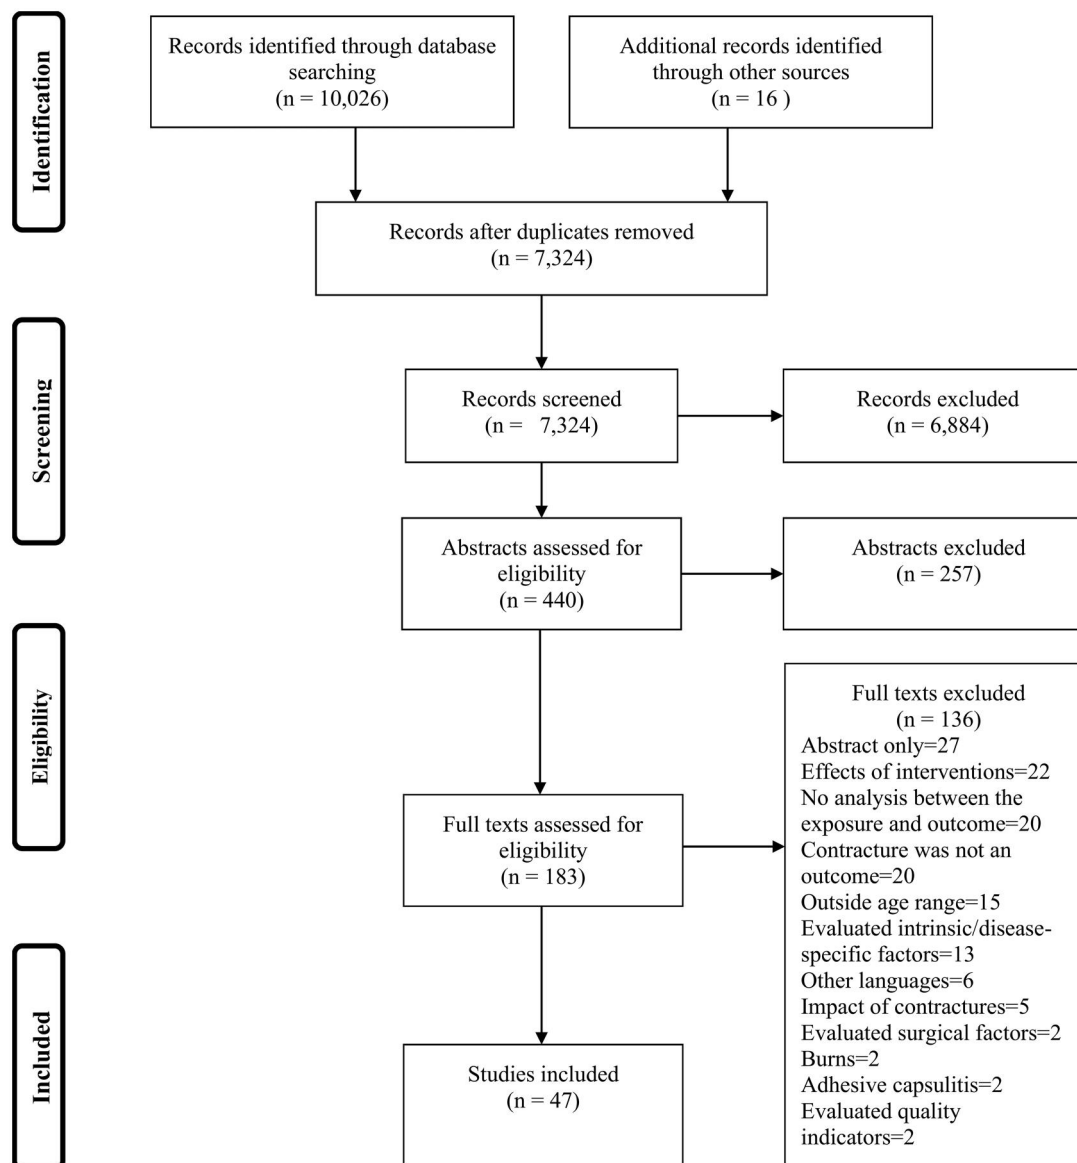 Identification
Records identified through database
searching
(n = 10,026)
Additional records identified
through other sources
(n = 16 )
Records after duplicates removed
(n = 7,324)
Screening
Records screened
(n =   7,324)
Records excluded
(n = 6,884)
Abstracts assessed for
eligibility
(n = 440)
Abstracts excluded
(n = 257)
Eligibility
Full texts assessed for
eligibility
(n = 183)
Full texts excluded
(n = 136)
Abstract only=27
Effects of interventions=22
No analysis between the
exposure and outcome=20
Contracture was not an
outcome=20
Outside age range=15
Evaluated intrinsic/disease-
specific factors=13
Other languages=6
Impact of contractures=5
Evaluated surgical factors=2
Burns=2
Adhesive capsulitis=2
Evaluated quality
indicators=2
Included
Studies included
(n = 47)